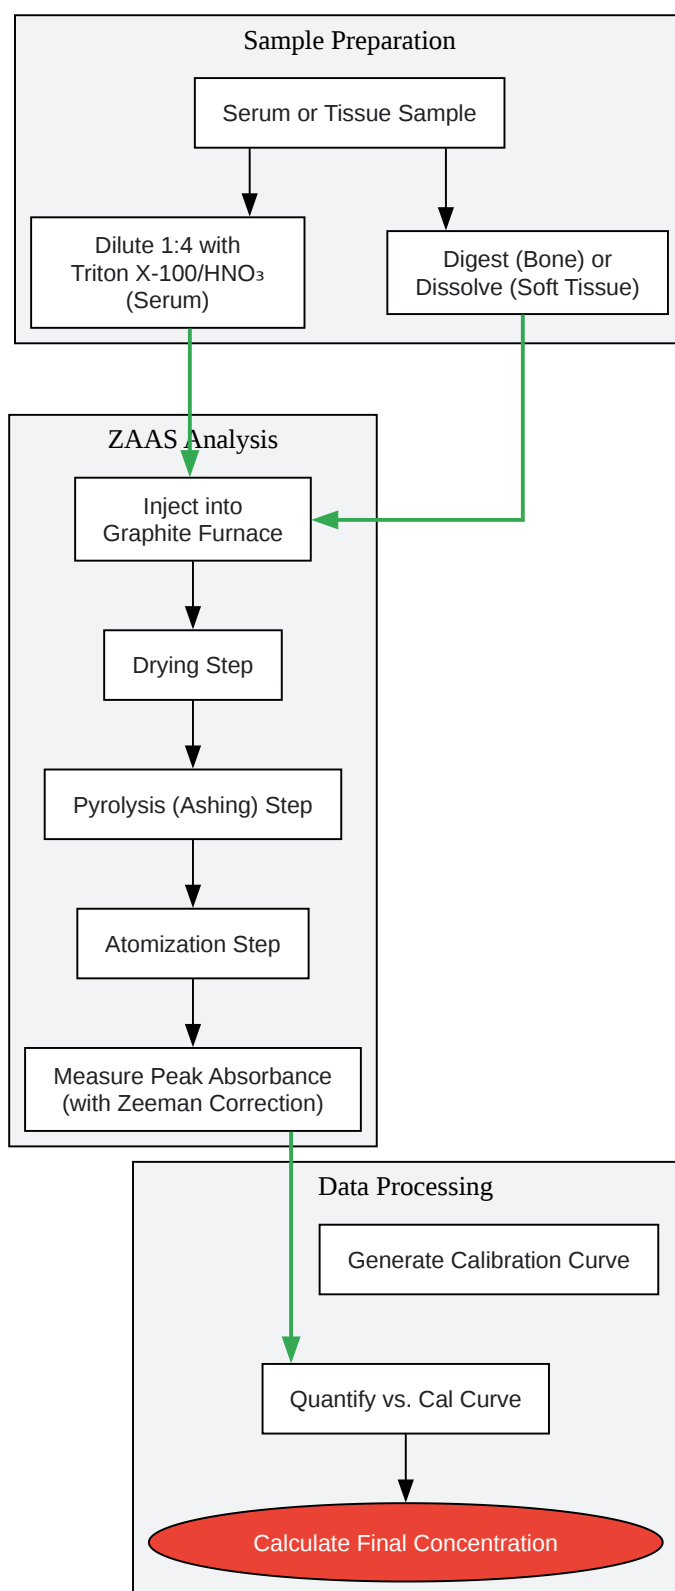 Sample Preparation
Serum or Tissue Sample
Dilute 1:4 with
Triton X-100/HNO₃
(Serum)
Digest (Bone) or
Dissolve (Soft Tissue)
ZAAS Analysis
Inject into
Graphite Furnace
Drying Step
Pyrolysis (Ashing) Step
Atomization Step
Measure Peak Absorbance
(with Zeeman Correction)
Data Processing
Generate Calibration Curve
Quantify vs. Cal Curve
Calculate Final Concentration